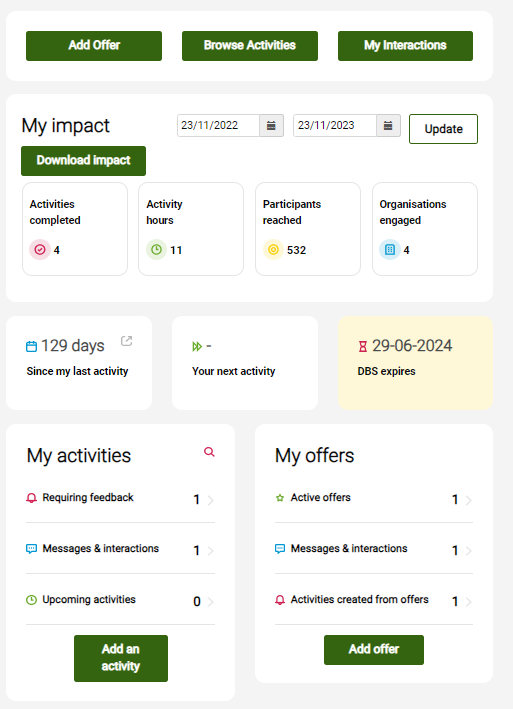 Add Offer
Browse Activities
My Interactions
My impact
23/11/2022
23/11/2023
Update
Download impact
Activities
completed
4
Activity
hours
11
Participants
reached
532
Organisations
engaged
4
129 days
Since my last activity
-
Your next activity
29-06-2024
DBS expires
My activities
Requiring feedback 1
Messages & interactions 1
Upcoming activities 0
Add an
activity
My offers
Active offers 1
Messages & interactions 1
Activities created from offers 1
Add offer